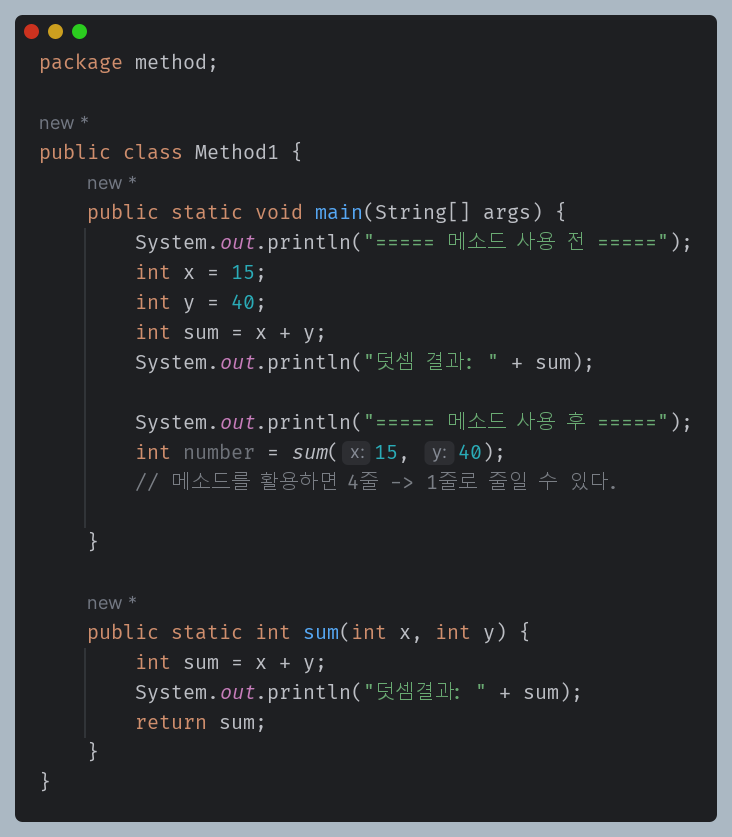 package method;
new *
public class Method1 {
new *
public static void main(String[] args) {
System.out.println("===== 메소드 사용 전 =====");
int x = 15;
int y = 40;
int sum = x + y;
System.out.println("덧셈 결과: " + sum);
System.out.println("===== 메소드 사용 후 =====");
int number = sum( x: 15, y: 40);
// 메소드를 활용하면 4줄 -> 1줄로 줄일 수 있다.
}
new *
public static int sum(int x, int y) {
int sum = x + y;
System.out.println("덧셈결과: " + sum);
return sum;
}
}